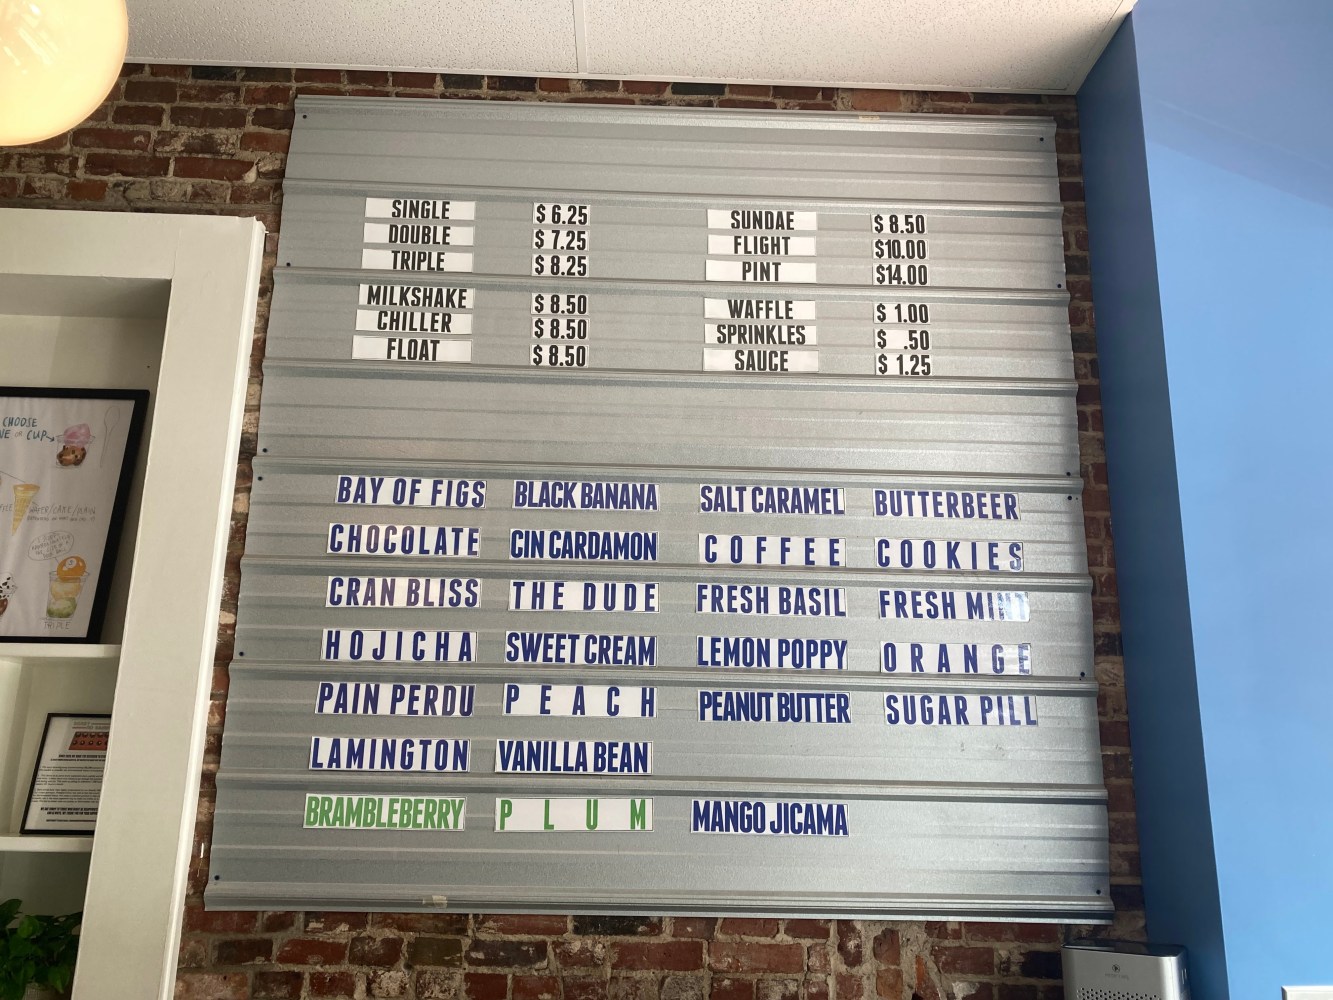 SINGLE $ 6.25 SUNDAE $ 8.50
DOUBLE $ 7.25 FLIGHT $10.00
TRIPLE $ 8.25 PINT $14.00
MILKSHAKE $ 8.50 WAFFLE $ 1.00
CHILLER $ 8.50 SPRINKLES $ .50
FLOAT $ 8.50 SAUCE $ 1.25
BAY OF FIGS BLACK BANANA SALT CARAMEL BUTTERBEER
CHOCOLATE CIN CARDAMON COFFEE COOKIES
CRAN BLISS THE DUDE FRESH BASIL FRESH MINT
HOJICHA SWEET CREAM LEMON POPPY ORANGE
PAIN PERDU PEACH PEANUT BUTTER SUGAR PILL
LAMINGTON VANILLA BEAN
BRAMBLEBERRY PLUM MANGO JICAMA
CHOOSE
OR CUP
TRIPLE